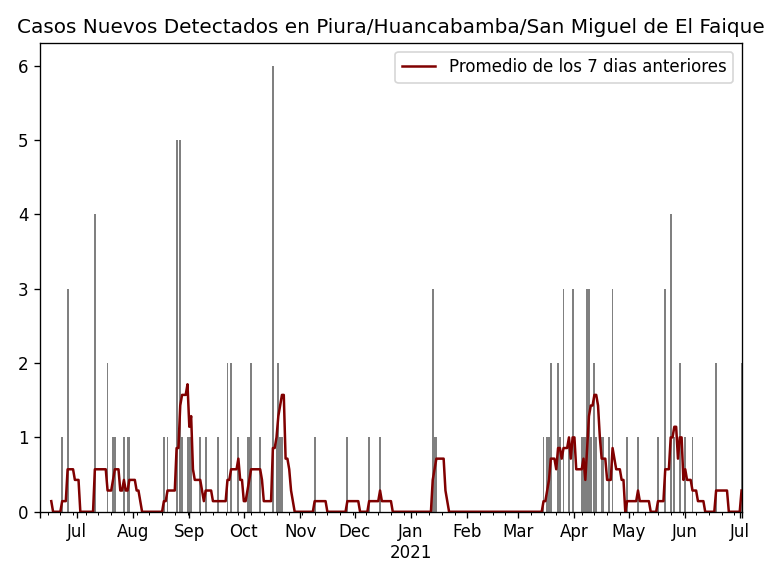 Casos Nuevos Detectados en Piura/Huancabamba/San Miguel de El Faique
Promedio de los 7 dias anteriores
6
5
4
3
2
1
0
Jul Aug Sep Oct Nov Dec Jan Feb Mar Apr May Jun Jul
2021